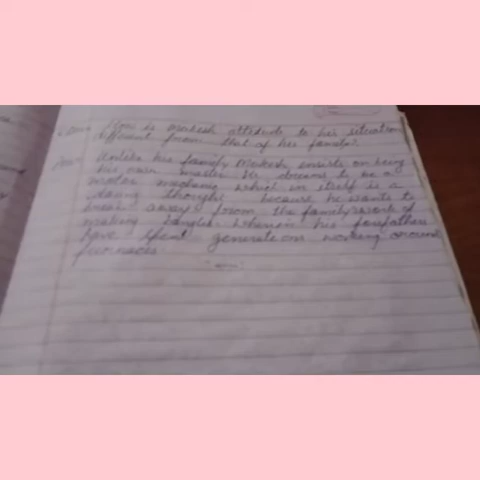 How is Mukesh attitude to his situation
different from that of his family?
Ans Unlike his family Mukesh insists on being
his own master. He dreams to be a
motor mechanic which in itself is a
daring thought because he wants to
break away from the family work of
making bangles wherein his forefathers
have spent generations working around
furnaces.